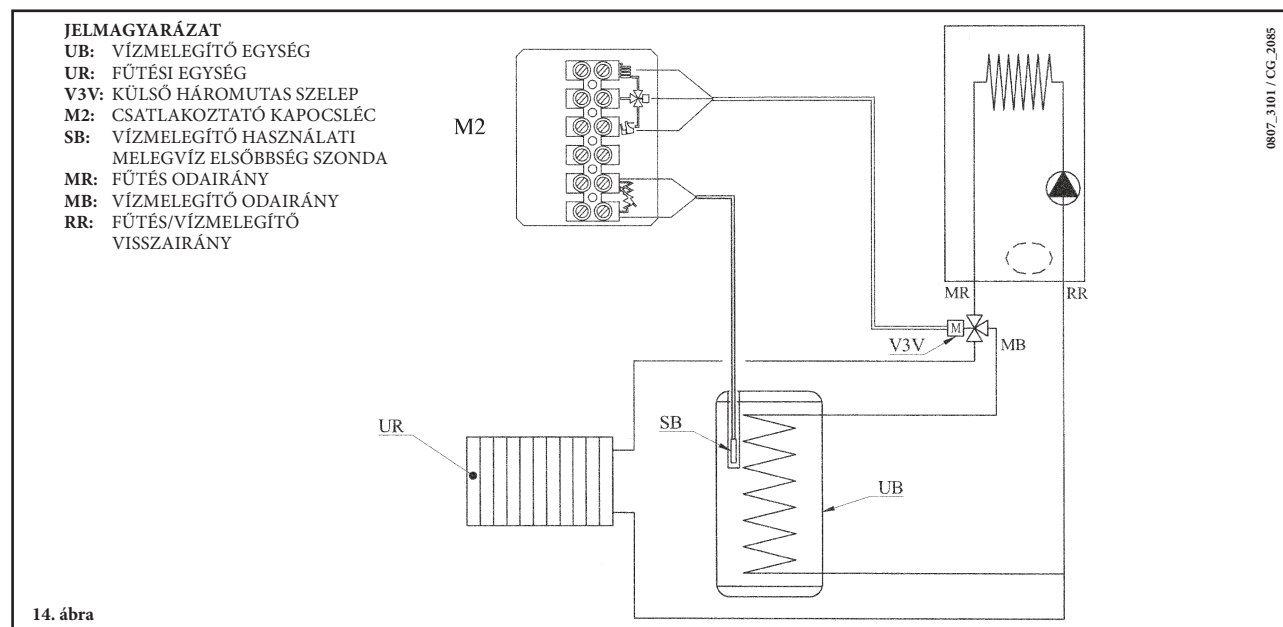 JELMAGYARÁZAT
UB: VÍZMELEGÍTŐ EGYSÉG
UR: FŰTÉSI EGYSÉG
V3V: KÜLSŐ HÁROMUTAS SZELEP
M2: CSATLAKOZTATÓ KAPOCSLÉC
SB: VÍZMELEGÍTŐ HASZNÁLATI
MELEGVÍZ ELSŐBBSÉG SZONDA
MR: FŰTÉS ODAIRÁNY
MB: VÍZMELEGÍTŐ ODAIRÁNY
RR: FŰTÉS/VÍZMELEGÍTŐ
VISSZAIRÁNY
M2
0807_3101 / CG_2085
MR
RR
M
V3V
MB
UR
SB
UB
14. ábra